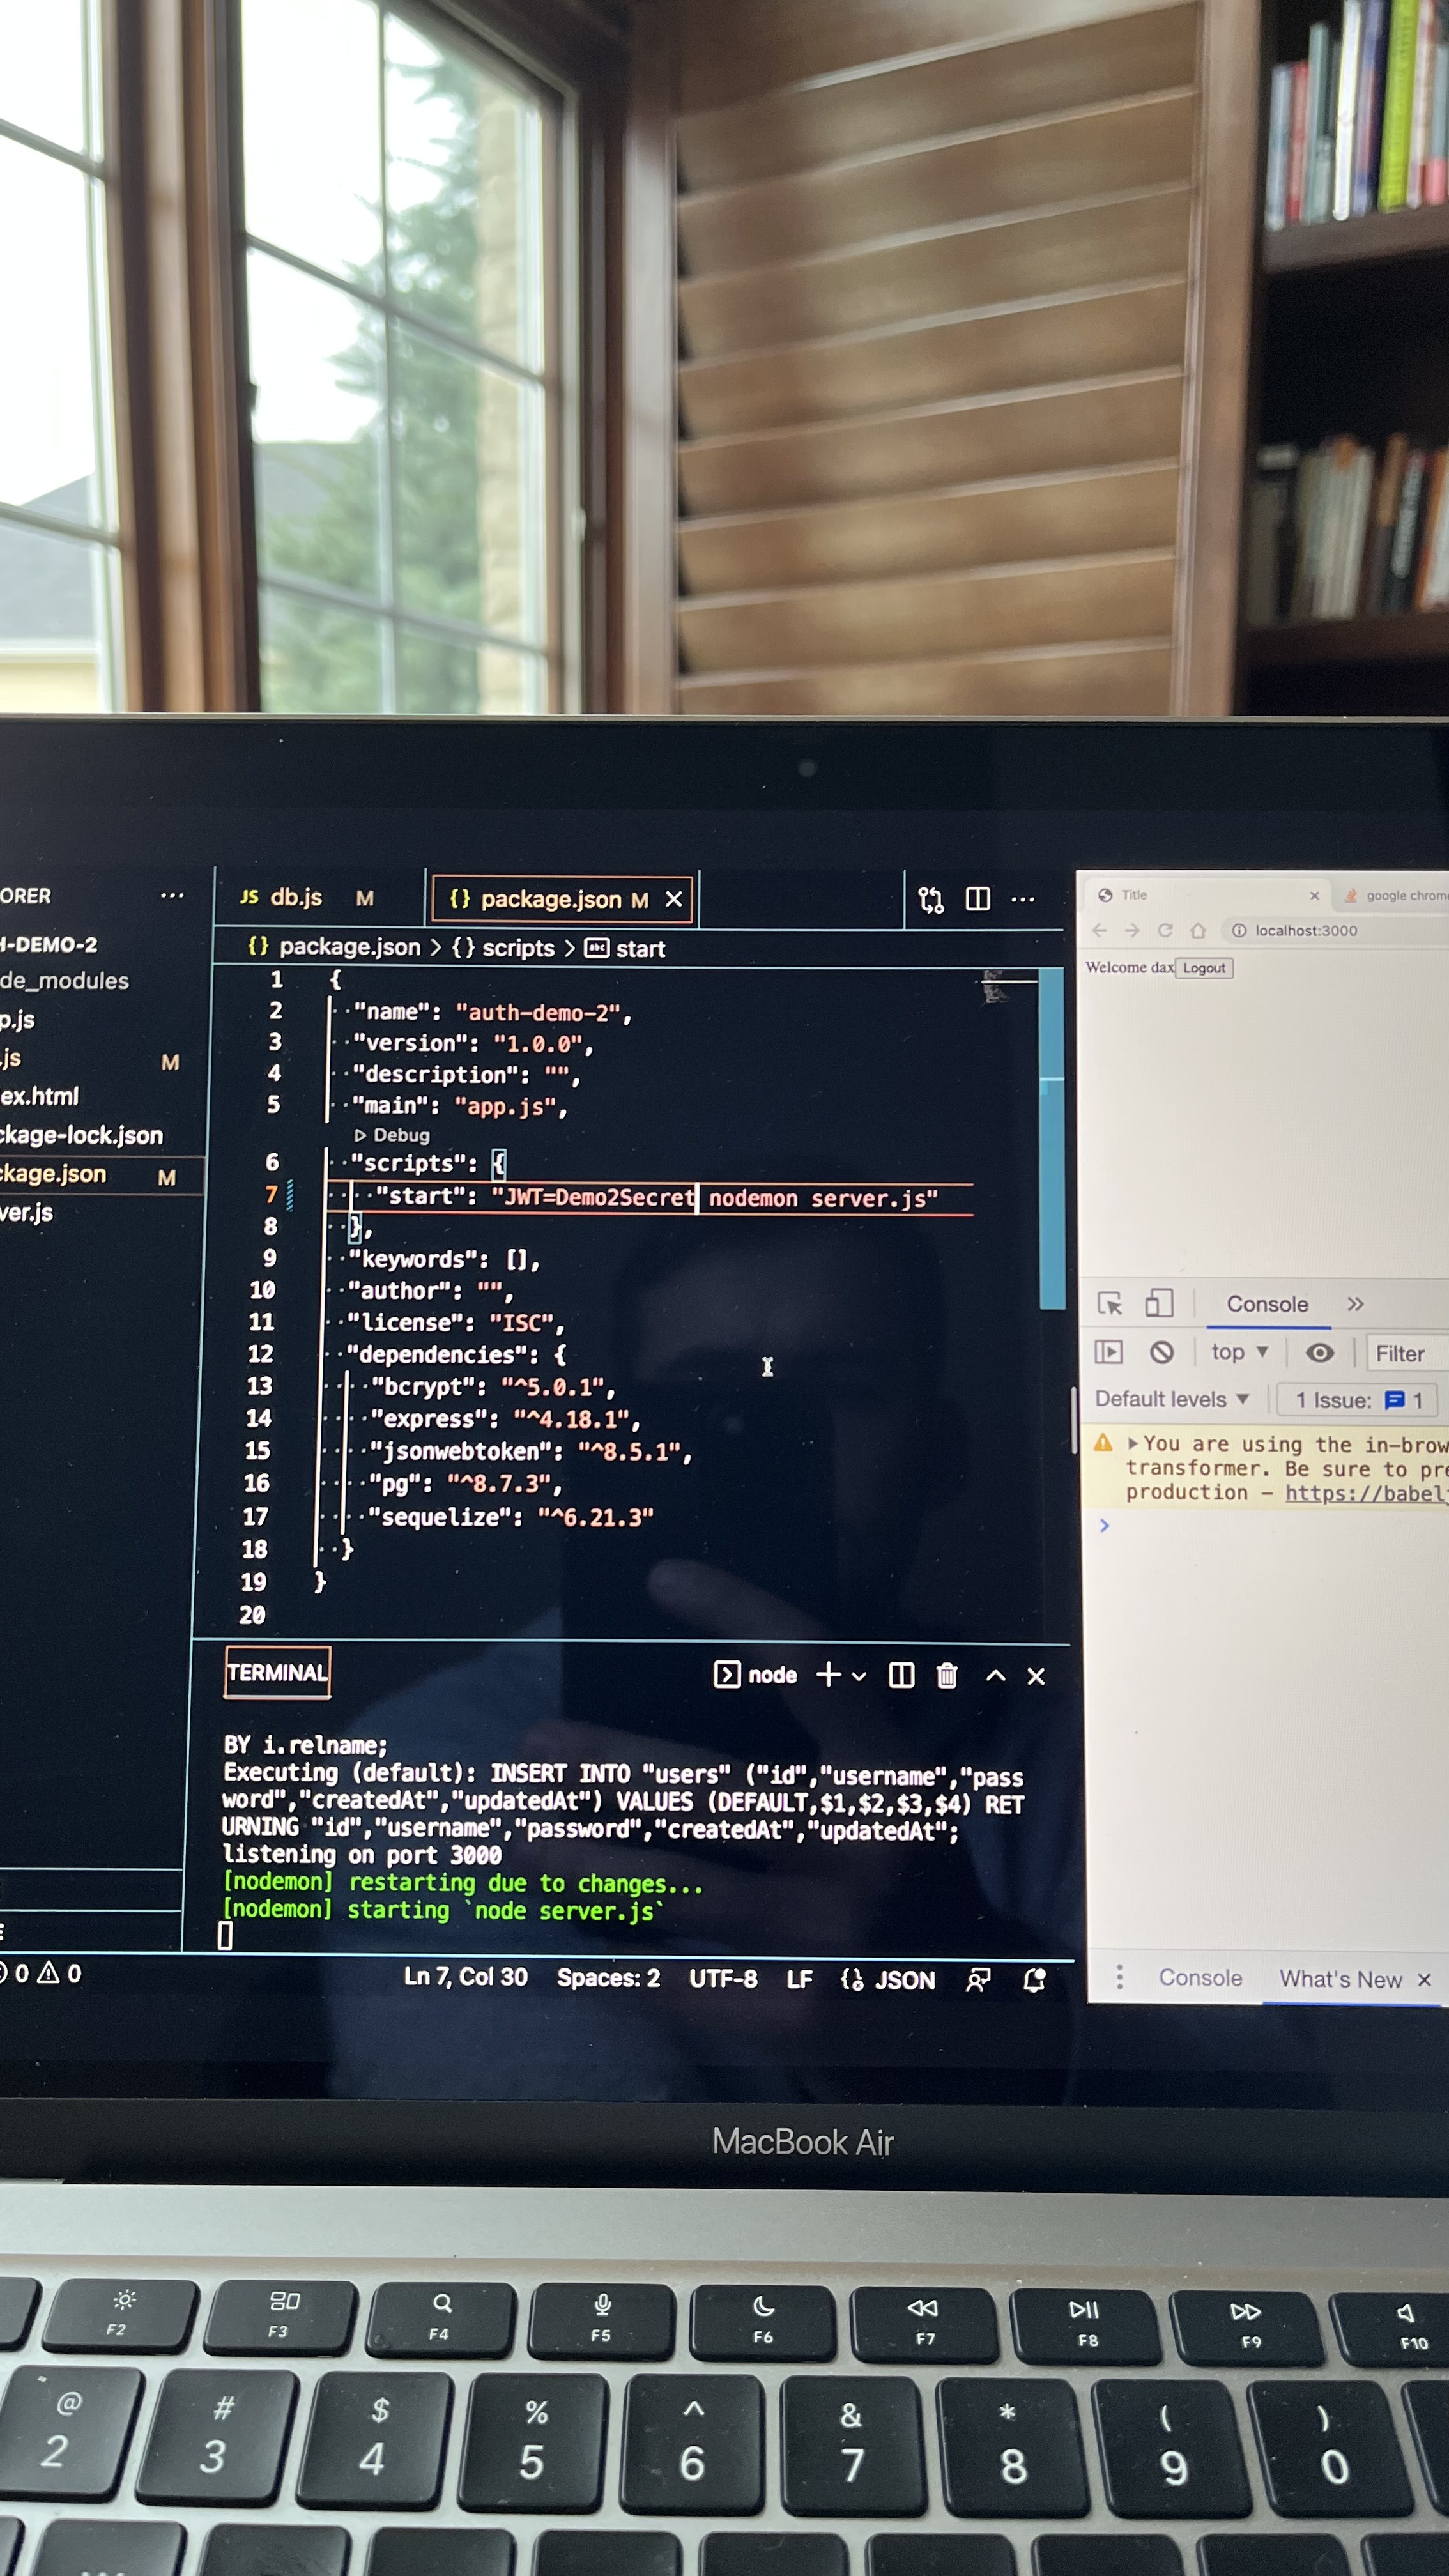 ORER
···
JS db.js M
{} package.json M ✕
···
H-DEMO-2
de_modules
p.js
.js M
ex.html
ckage-lock.json
ckage.json M
ver.js
{} package.json > {} scripts > abc start
1 {
2 "name": "auth-demo-2",
3 "version": "1.0.0",
4 "description": "",
5 "main": "app.js",
▷ Debug
6 "scripts": {
7 "start": "JWT=Demo2Secret nodemon server.js"
8 },
9 "keywords": [],
10 "author": "",
11 "license": "ISC",
12 "dependencies": {
13 "bcrypt": "^5.0.1",
14 "express": "^4.18.1",
15 "jsonwebtoken": "^8.5.1",
16 "pg": "^8.7.3",
17 "sequelize": "^6.21.3"
18 }
19 }
20
TERMINAL
node
BY i.relname;
Executing (default): INSERT INTO "users" ("id","username","pass
word","createdAt","updatedAt") VALUES (DEFAULT,$1,$2,$3,$4) RET
URNING "id","username","password","createdAt","updatedAt";
listening on port 3000
[nodemon] restarting due to changes...
[nodemon] starting `node server.js`
0 0
Ln 7, Col 30 Spaces: 2 UTF-8 LF {} JSON
Title ✕ google chrom
localhost:3000
Welcome dax Logout
Console »
top ▼ Filter
Default levels ▼ 1 Issue: 1
▶You are using the in-brow
transformer. Be sure to pre
production – https://babel
>
Console What's New ✕
MacBook Air
F2 F3 F4 F5 F6 F7 F8 F9 F10
@ # $ % ^ & * ( )
2 3 4 5 6 7 8 9 0